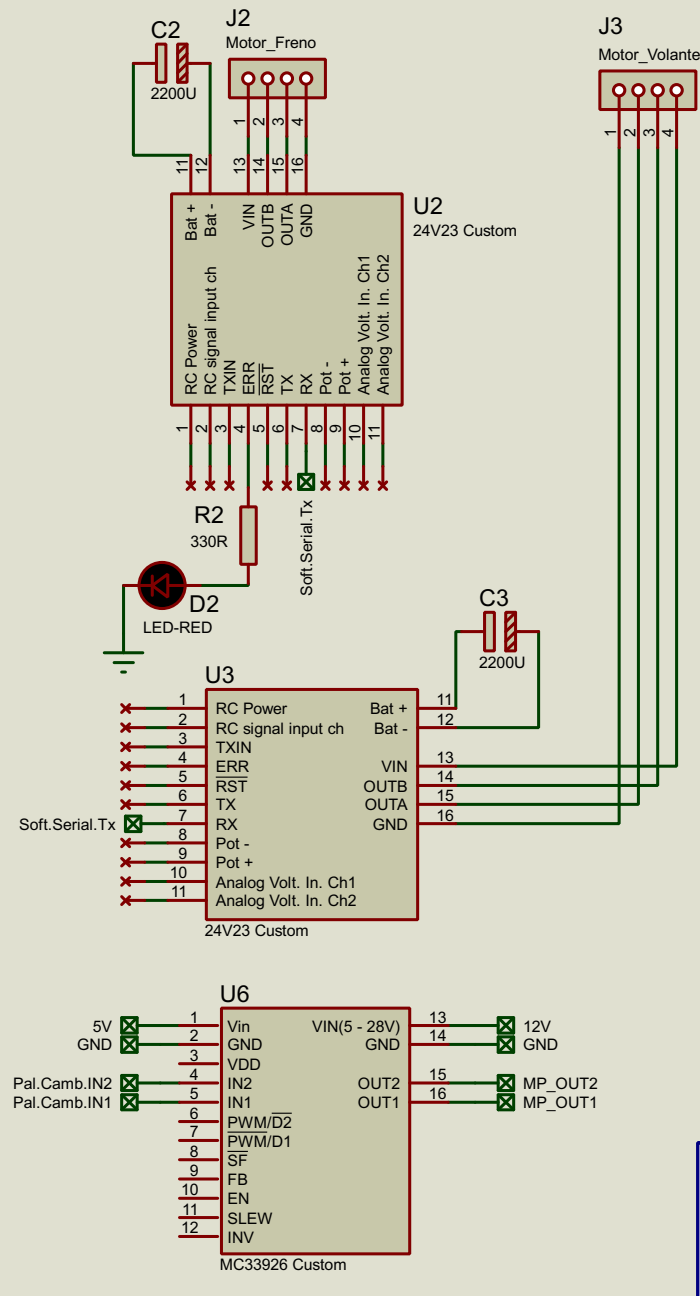 J2
Motor_Freno
C2
2200U
1
2
3
4
11
12
13
14
15
16
Bat +
Bat -
VIN
OUTB
OUTA
GND
U2
24V23 Custom
RC Power
RC signal input ch
TXIN
ERR
RST
TX
RX
Pot -
Pot +
Analog Volt. In. Ch1
Analog Volt. In. Ch2
1
2
3
4
5
6
7
8
9
10
11
Soft.Serial.Tx
R2
330R
D2
LED-RED
J3
Motor_Volante
1
2
3
4
C3
2200U
U3
1 RC Power
2 RC signal input ch
3 TXIN
4 ERR
5 RST
6 TX
Soft.Serial.Tx 7 RX
8 Pot -
9 Pot +
10 Analog Volt. In. Ch1
11 Analog Volt. In. Ch2
Bat + 11
Bat - 12
VIN 13
OUTB 14
OUTA 15
GND 16
24V23 Custom
U6
5V 1 Vin
GND 2 GND
3 VDD
Pal.Camb.IN2 4 IN2
Pal.Camb.IN1 5 IN1
6 PWM/D2
7 PWM/D1
8 SF
9 FB
10 EN
11 SLEW
12 INV
VIN(5 - 28V) 13 12V
GND 14 GND
OUT2 15 MP_OUT2
OUT1 16 MP_OUT1
MC33926 Custom